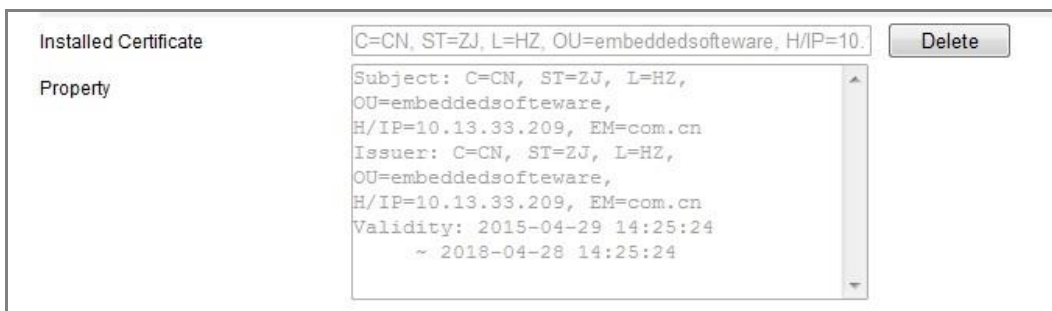 Installed Certificate C=CN, ST=ZJ, L=HZ, OU=embeddedsofteware, H/IP=10. Delete
Property
Subject: C=CN, ST=ZJ, L=HZ,
OU=embeddedsofteware,
H/IP=10.13.33.209, EM=com.cn
Issuer: C=CN, ST=ZJ, L=HZ,
OU=embeddedsofteware,
H/IP=10.13.33.209, EM=com.cn
Validity: 2015-04-29 14:25:24
~ 2018-04-28 14:25:24